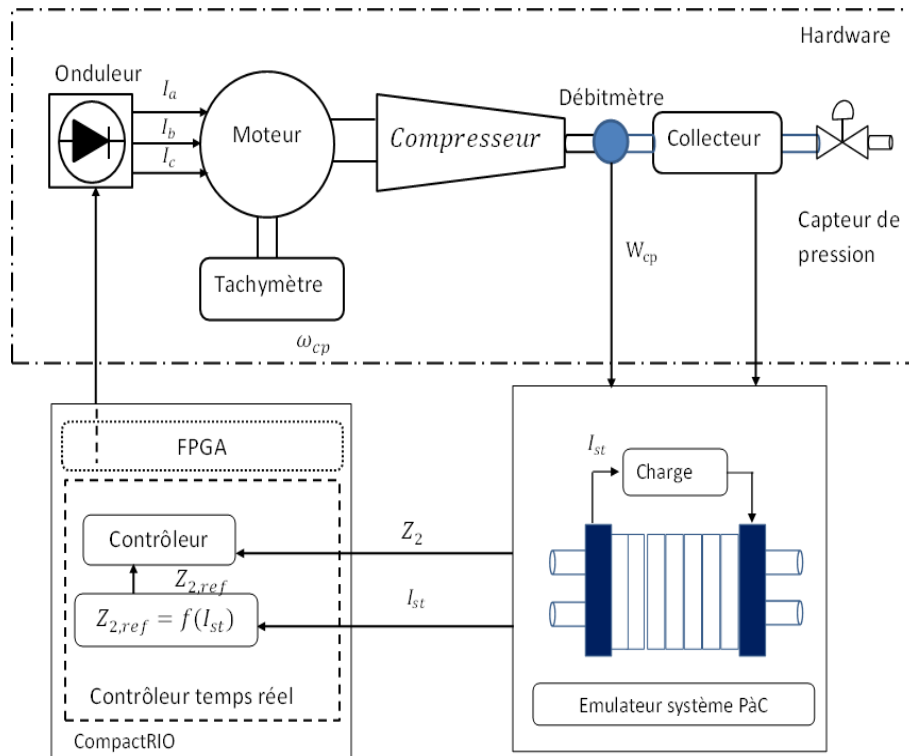 Hardware
Onduleur
I_a
I_b
I_c
Moteur
Compresseur
Débitmètre
Collecteur
Capteur de
pression
W_cp
Tachymètre
ω_cp
FPGA
Contrôleur
Z_2,ref
Z_2,ref = f(I_st)
Contrôleur temps réel
CompactRIO
Z_2
I_st
I_st
Charge
Emulateur système PàC